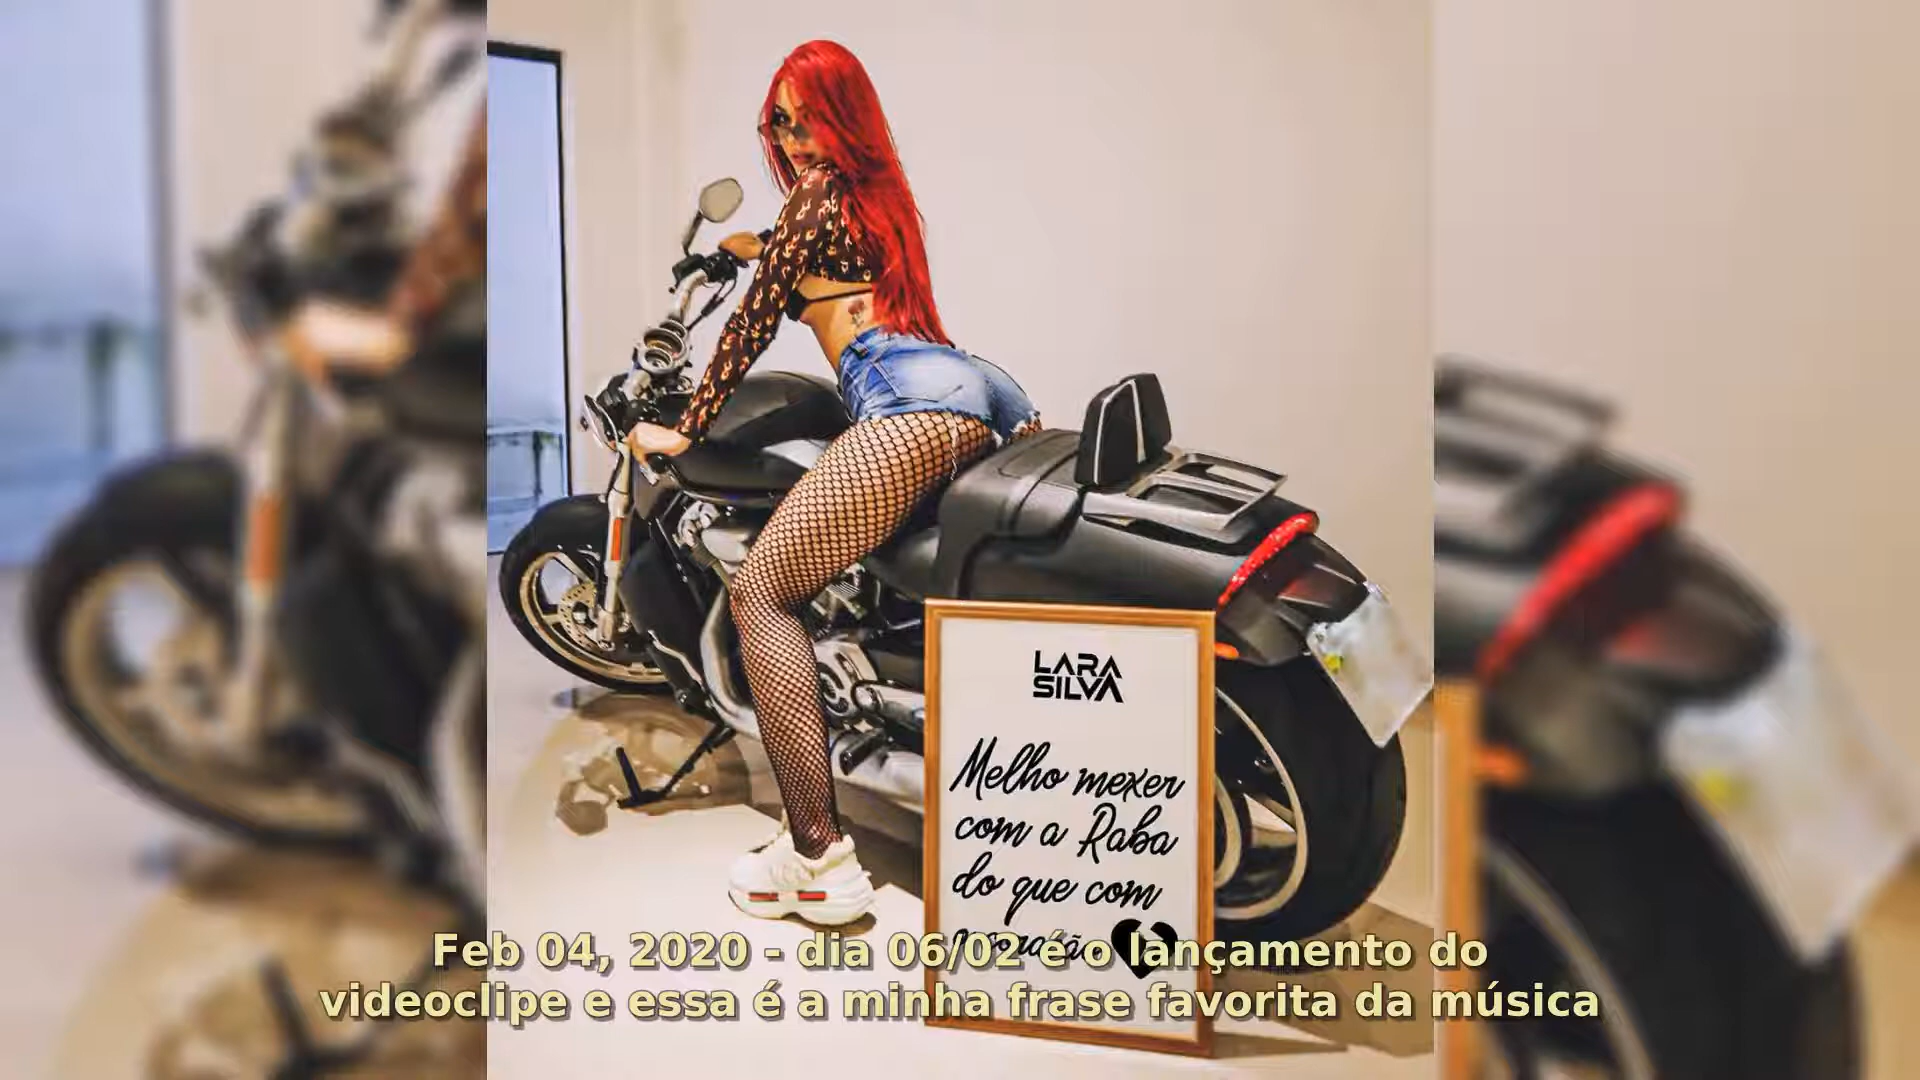 LARA
SILVA
Melho mexer
com a Raba
do que com
o coração
Feb 04, 2020 - dia 06/02 é o lançamento do
videoclipe e essa é a minha frase favorita da música